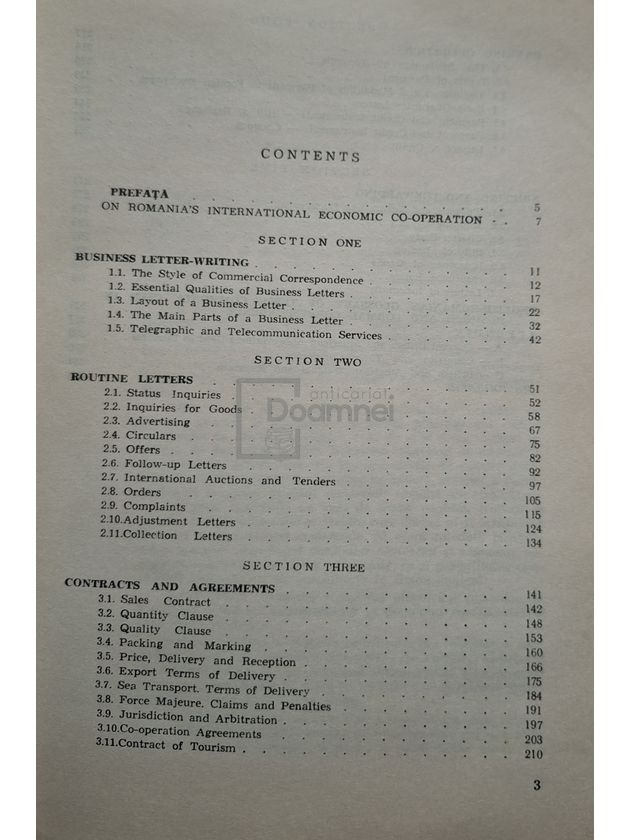 CONTENTS
PREFAȚA . . . . . . . . . . . . . . . 5
ON ROMANIA'S INTERNATIONAL ECONOMIC CO-OPERATION . . 7
SECTION ONE
BUSINESS LETTER-WRITING . . . . . . . . . . 11
1.1. The Style of Commercial Correspondence . . . . . 12
1.2. Essential Qualities of Business Letters . . . . . . 17
1.3. Layout of a Business Letter . . . . . . . . 22
1.4. The Main Parts of a Business Letter . . . . . . 32
1.5. Telegraphic and Telecommunication Services . . . . . 42
SECTION TWO
ROUTINE LETTERS . . . . . . . . . . . . 51
2.1. Status Inquiries . . . . . . . . . . . 52
2.2. Inquiries for Goods . . . . . . . . . . 58
2.3. Advertising . . . . . . . . . . . . 67
2.4. Circulars . . . . . . . . . . . . 75
2.5. Offers . . . . . . . . . . . . . 82
2.6. Follow-up Letters . . . . . . . . . . 92
2.7. International Auctions and Tenders . . . . . . 97
2.8. Orders . . . . . . . . . . . . 105
2.9. Complaints . . . . . . . . . . . . 115
2.10.Adjustment Letters . . . . . . . . . . 124
2.11.Collection Letters . . . . . . . . . . 134
SECTION THREE
CONTRACTS AND AGREEMENTS . . . . . . . . . 141
3.1. Sales Contract . . . . . . . . . . . 142
3.2. Quantity Clause . . . . . . . . . . . 148
3.3. Quality Clause . . . . . . . . . . . 153
3.4. Packing and Marking . . . . . . . . . 160
3.5. Price, Delivery and Reception . . . . . . . 166
3.6. Export Terms of Delivery . . . . . . . . 175
3.7. Sea Transport. Terms of Delivery . . . . . . . 184
3.8. Force Majeure. Claims and Penalties . . . . . . 191
3.9. Jurisdiction and Arbitration . . . . . . . . 197
3.10.Co-operation Agreements . . . . . . . . 203
3.11.Contract of Tourism . . . . . . . . . . 210
3
anticariat
Doamnei